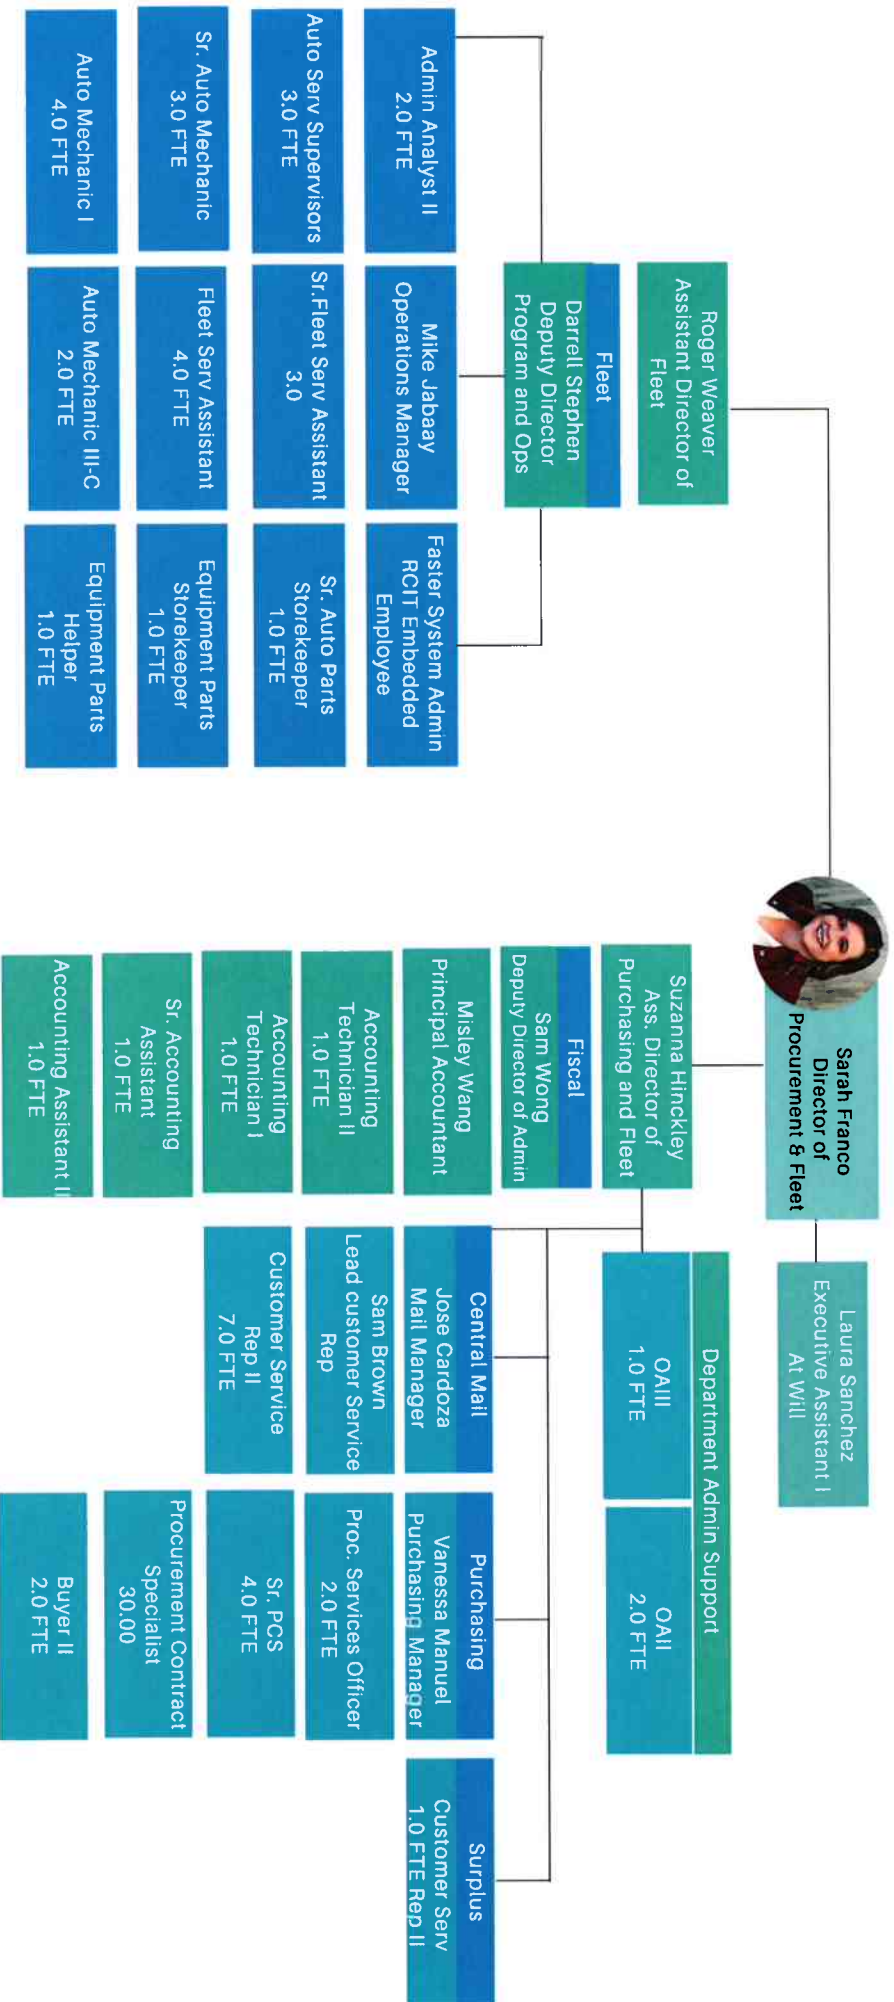 Sarah Franco
Director of
Procurement & Fleet
Laura Sanchez
Executive Assistant I
At Will
Roger Weaver
Assistant Director of
Fleet
Fleet
Darrell Stephen
Deputy Director
Program and Ops
Admin Analyst II
2.0 FTE
Mike Jabaay
Operations Manager
Faster System Admin
RCIT Embedded
Employee
Auto Serv Supervisors
3.0 FTE
Sr.Fleet Serv Assistant
3.0
Sr. Auto Parts
Storekeeper
1.0 FTE
Sr. Auto Mechanic
3.0 FTE
Fleet Serv Assistant
4.0 FTE
Equipment Parts
Storekeeper
1.0 FTE
Auto Mechanic I
4.0 FTE
Auto Mechanic III-C
2.0 FTE
Equipment Parts
Helper
1.0 FTE
Suzanna Hinckley
Ass. Director of
Purchasing and Fleet
Department Admin Support
OAIII
1.0 FTE
OAII
2.0 FTE
Fiscal
Sam Wong
Deputy Director of Admin
Misley Wang
Principal Accountant
Accounting
Technician II
1.0 FTE
Accounting
Technician I
1.0 FTE
Sr. Accounting
Assistant
1.0 FTE
Accounting Assistant II
1.0 FTE
Central Mail
Jose Cardoza
Mail Manager
Sam Brown
Lead customer Service
Rep
Customer Service
Rep II
7.0 FTE
Purchasing
Vanessa Manuel
Purchasing Manager
Proc. Services Officer
2.0 FTE
Sr. PCS
4.0 FTE
Procurement Contract
Specialist
30.00
Buyer II
2.0 FTE
Surplus
Customer Serv
1.0 FTE Rep II